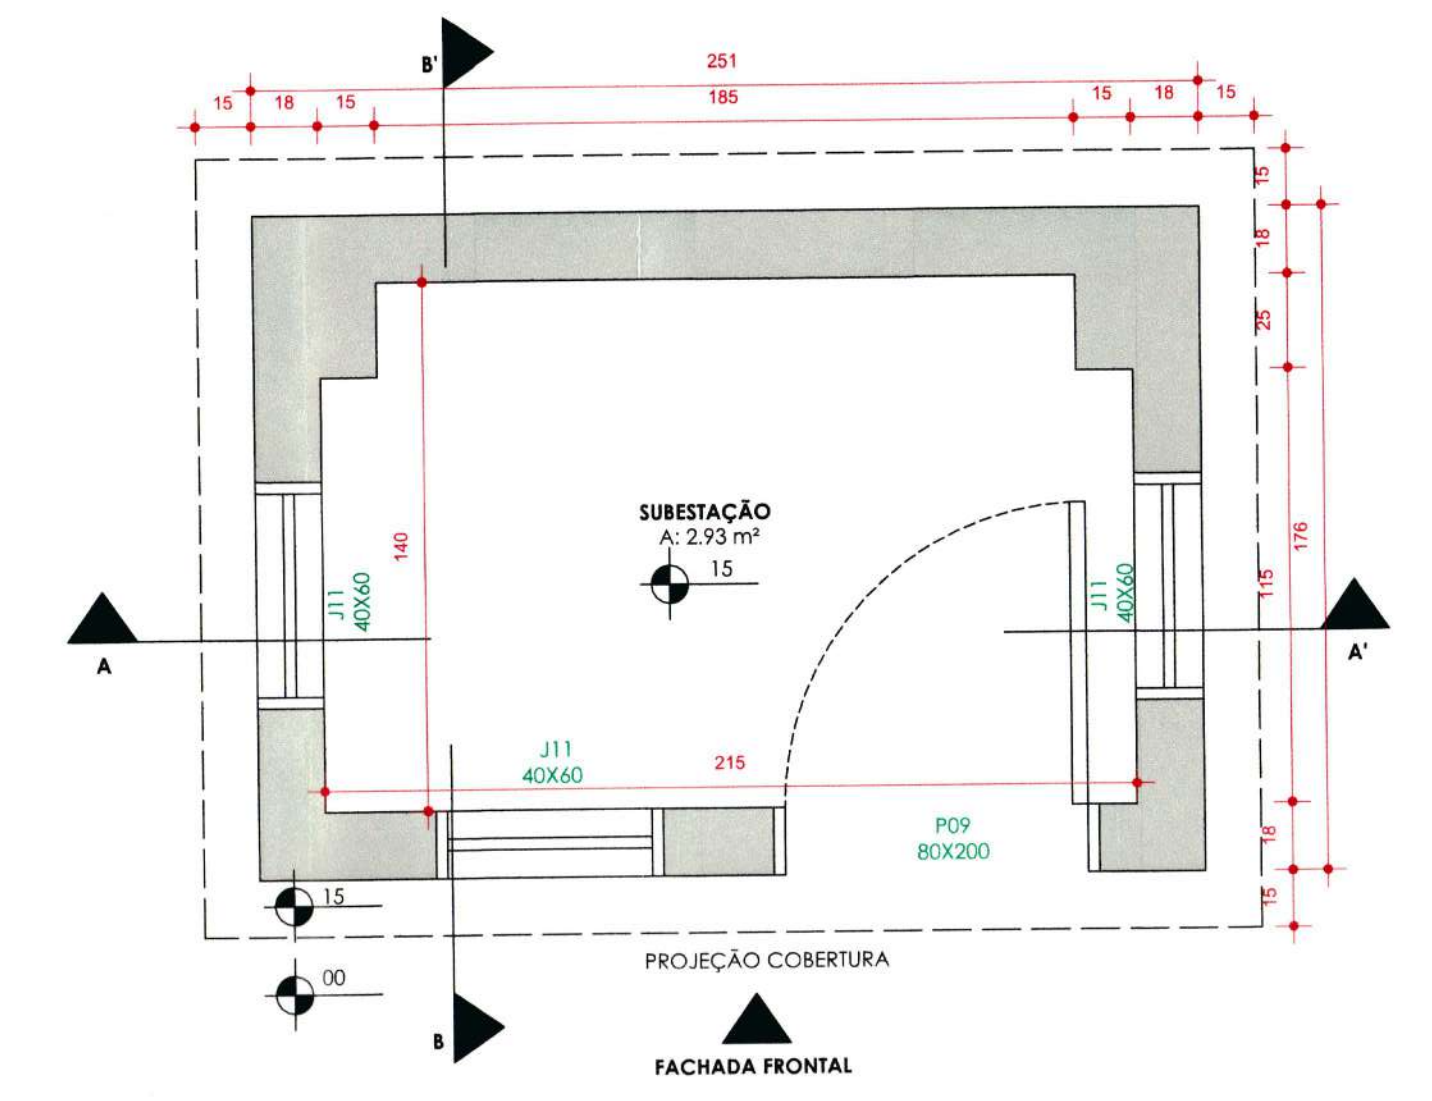 B'
251
15 18 15 185 15 18 15
15
18
25
SUBESTAÇÃO
A: 2.93 m²
15
140
176
115
J11
40X60
J11
40X60
A
A'
J11
40X60
215
P09
80X200
18
15
15
00
PROJEÇÃO COBERTURA
B
FACHADA FRONTAL